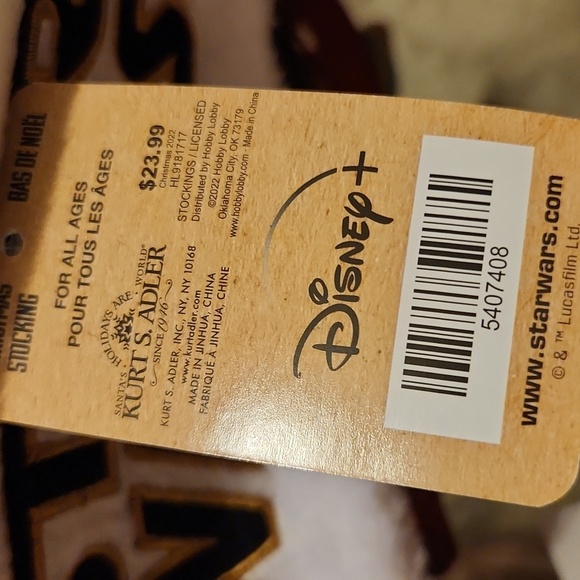 STOCKING
BAS DE NOËL
FOR ALL AGES
POUR TOUS LES ÂGES
$23.99
Christmas 2022
HL9181717
STOCKINGS / LICENSED
Distributed by Hobby Lobby
©2022 Hobby Lobby
Oklahoma City, OK 73179
www.hobbylobby.com - Made in China
SANTA'S HOLIDAYS ARE WORLD®
KURT S. ADLER
SINCE 1946
KURT S. ADLER, INC., NY, NY 10168
www.kurtadler.com
MADE IN JINHUA, CHINA
FABRIQUÉ À JINHUA, CHINE
Disney+
5407408
www.starwars.com
© & ™ Lucasfilm Ltd.